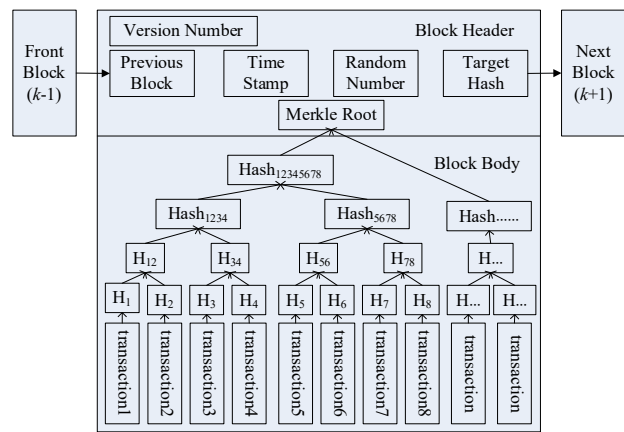 Front
Block
(k-1)
Version Number
Block Header
Previous
Block
Time
Stamp
Random
Number
Target
Hash
Next
Block
(k+1)
Merkle Root
Block Body
Hash12345678
Hash1234
Hash5678
Hash......
H12
H34
H56
H78
H...
H1
H2
H3
H4
H5
H6
H7
H8
H...
H...
transaction1
transaction2
transaction3
transaction4
transaction5
transaction6
transaction7
transaction8
transaction
transaction